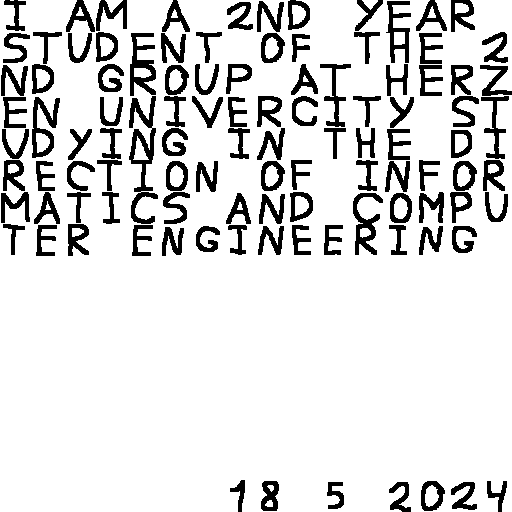 I AM A 2ND YEAR
STUDENT OF THE 2
ND GROUP AT HERZ
EN UNIVERCITY ST
UDYING IN THE DI
RECTION OF INFOR
MATICS AND COMPU
TER ENGINEERING
18 5 2024